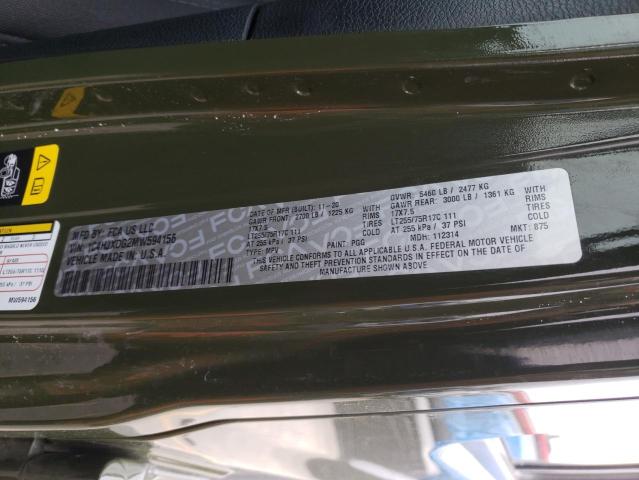 MFD BY: FCA US LLC
DATE OF MFR (BUILT): 11-20
GVWR: 5460 LB / 2477 KG
GAWR FRONT: 2700 LB / 1225 KG
GAWR REAR: 3000 LB / 1361 KG
17X7.5
RIMS
17X7.5
LT255/75R17C 111
TIRES
LT255/75R17C 111
AT 255 kPa / 37 PSI
COLD
AT 255 kPa / 37 PSI
COLD
VEHICLE MADE IN: U.S.A.
TYPE: MPV
PAINT: PGG
MDH: 112314
MKT: 875
THIS VEHICLE CONFORMS TO ALL APPLICABLE U.S.A. FEDERAL MOTOR VEHICLE
SAFETY AND THEFT PREVENTION STANDARDS IN EFFECT ON THE DATE OF
MANUFACTURE SHOWN ABOVE
MW594156